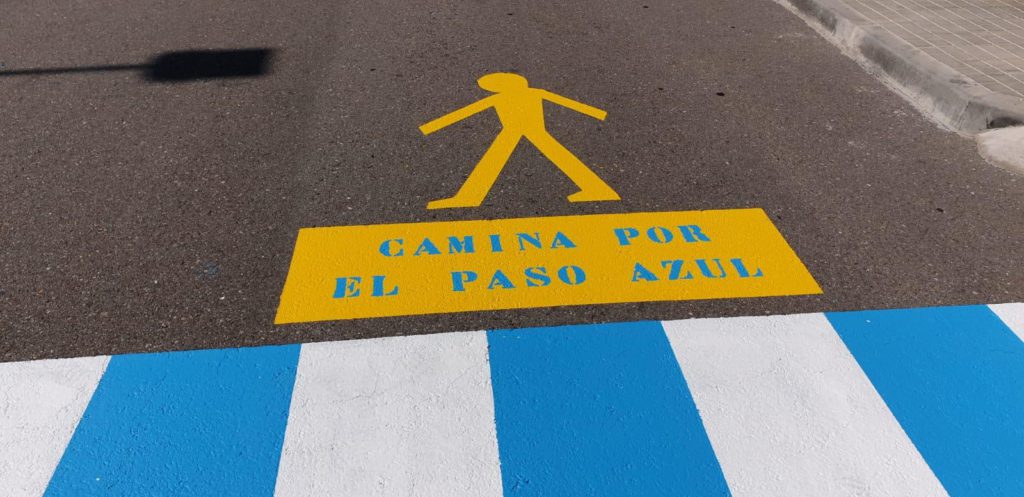 CAMINA POR
EL PASO AZUL